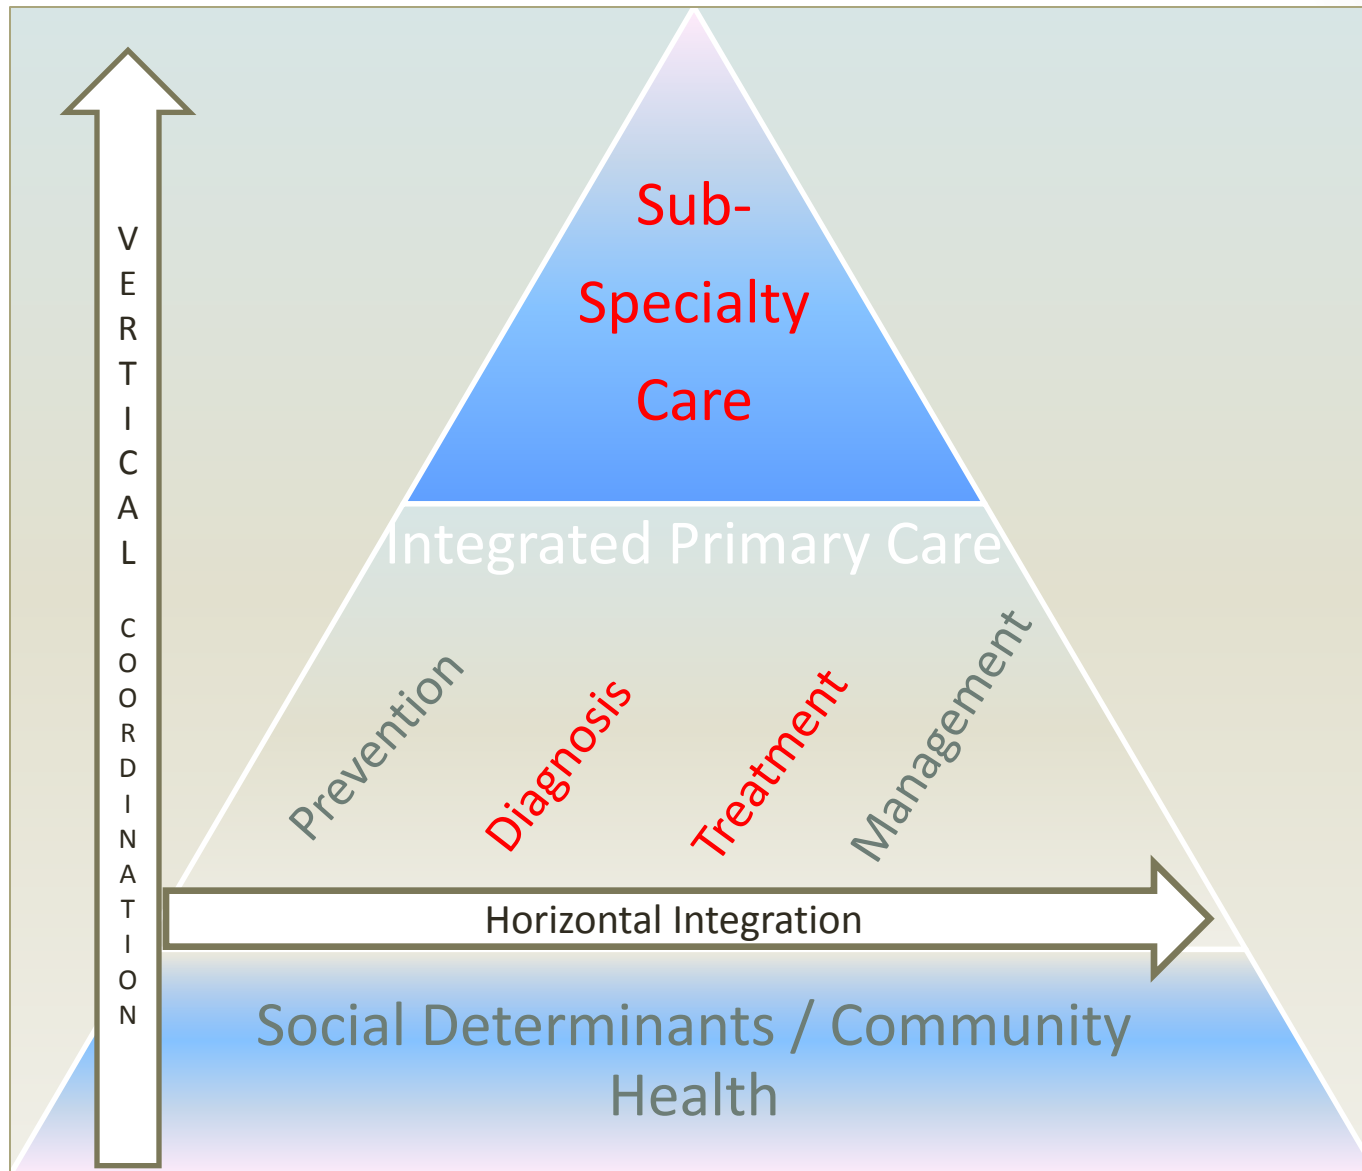 VERTICAL COORDINATION
Sub-
Specialty
Care
Integrated Primary Care
Prevention
Diagnosis
Treatment
Management
Horizontal Integration
Social Determinants / Community
Health